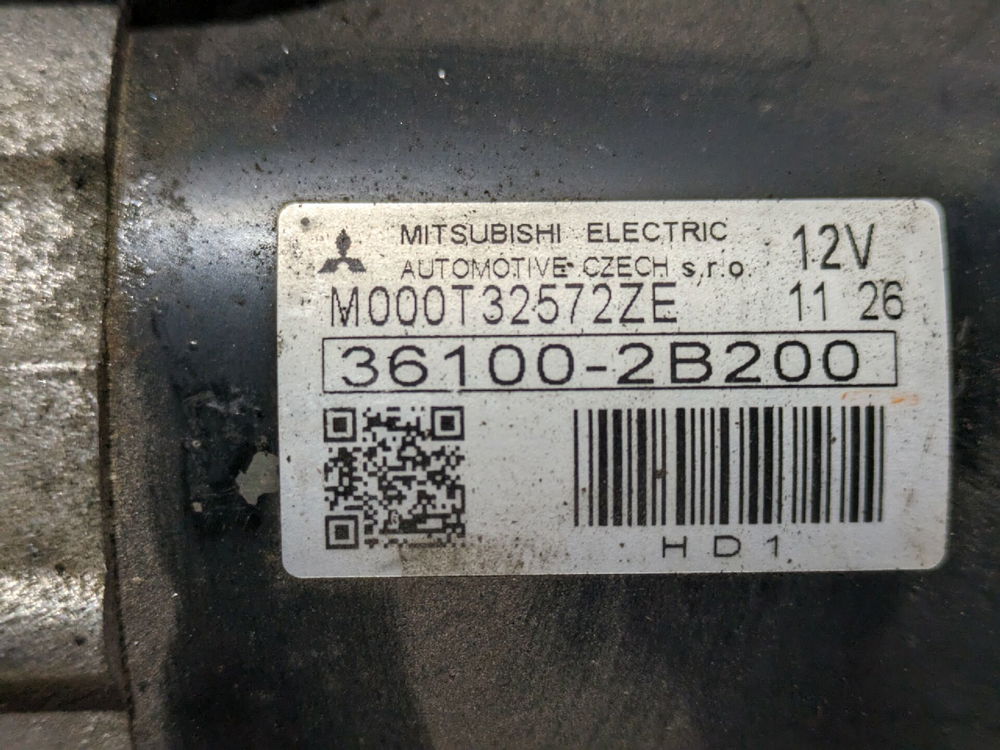 MITSUBISHI ELECTRIC
AUTOMOTIVE CZECH s.r.o. 12V
M000T32572ZE 11 26
36100-2B200
HD1